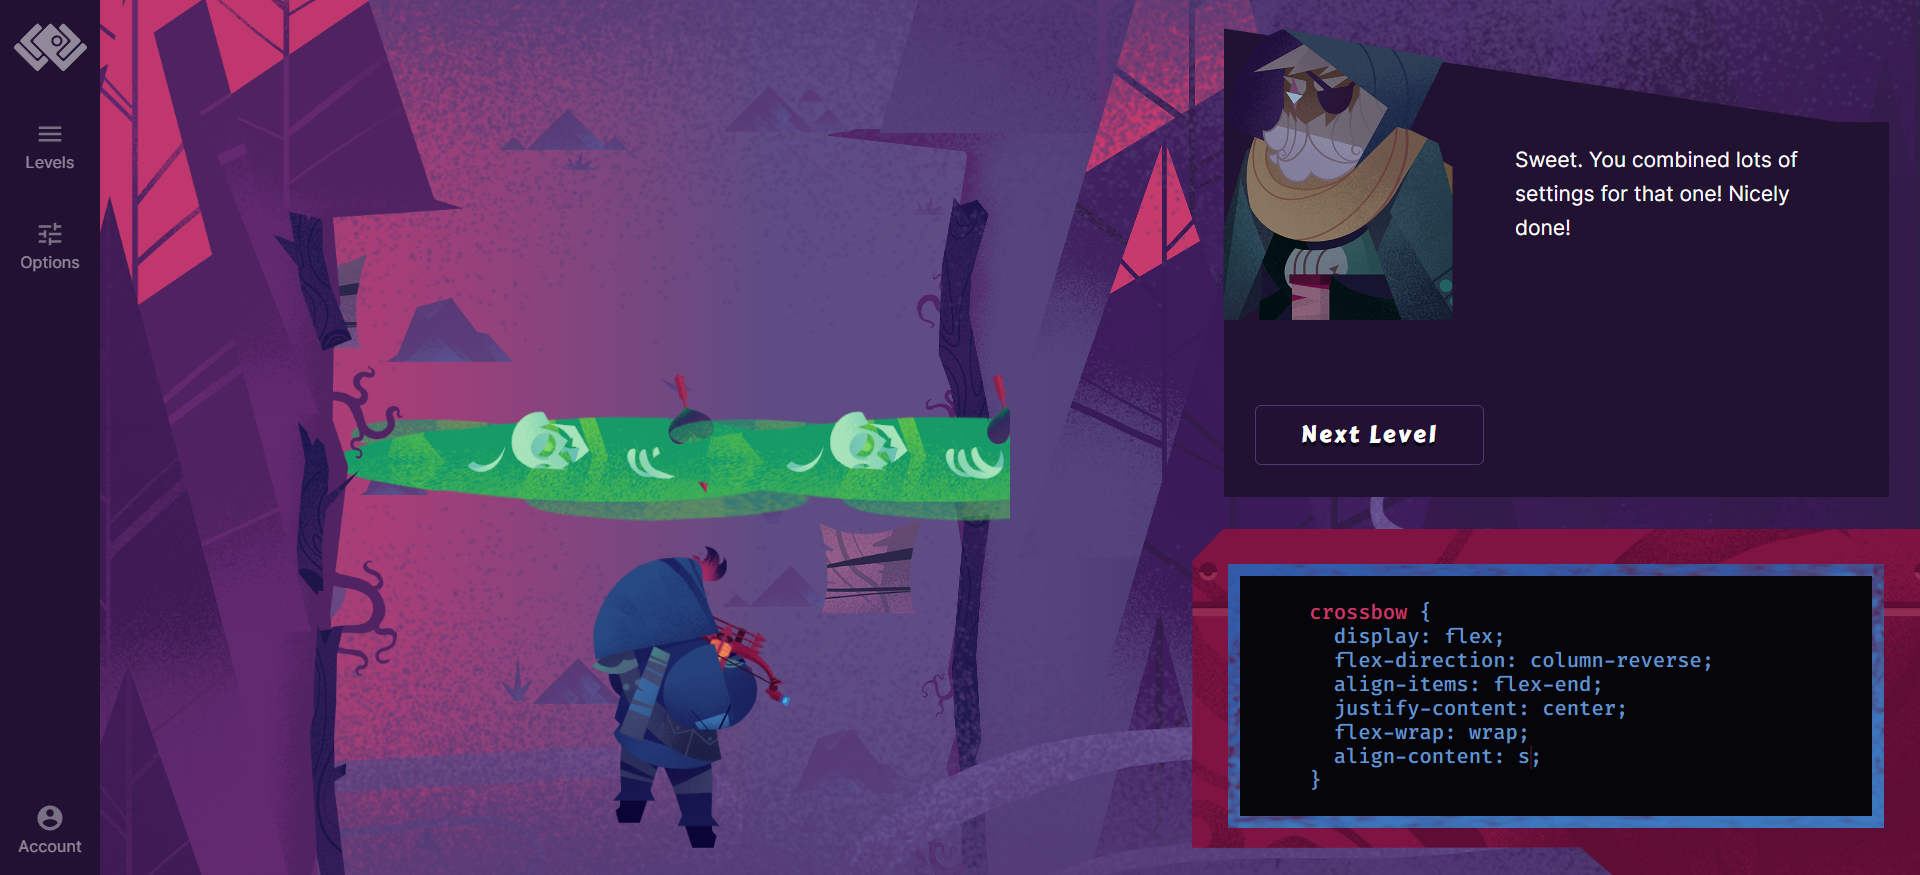 Levels
Options
Account
Sweet. You combined lots of
settings for that one! Nicely
done!
Next Level
crossbow {
display: flex;
flex-direction: column-reverse;
align-items: flex-end;
justify-content: center;
flex-wrap: wrap;
align-content: s;
}